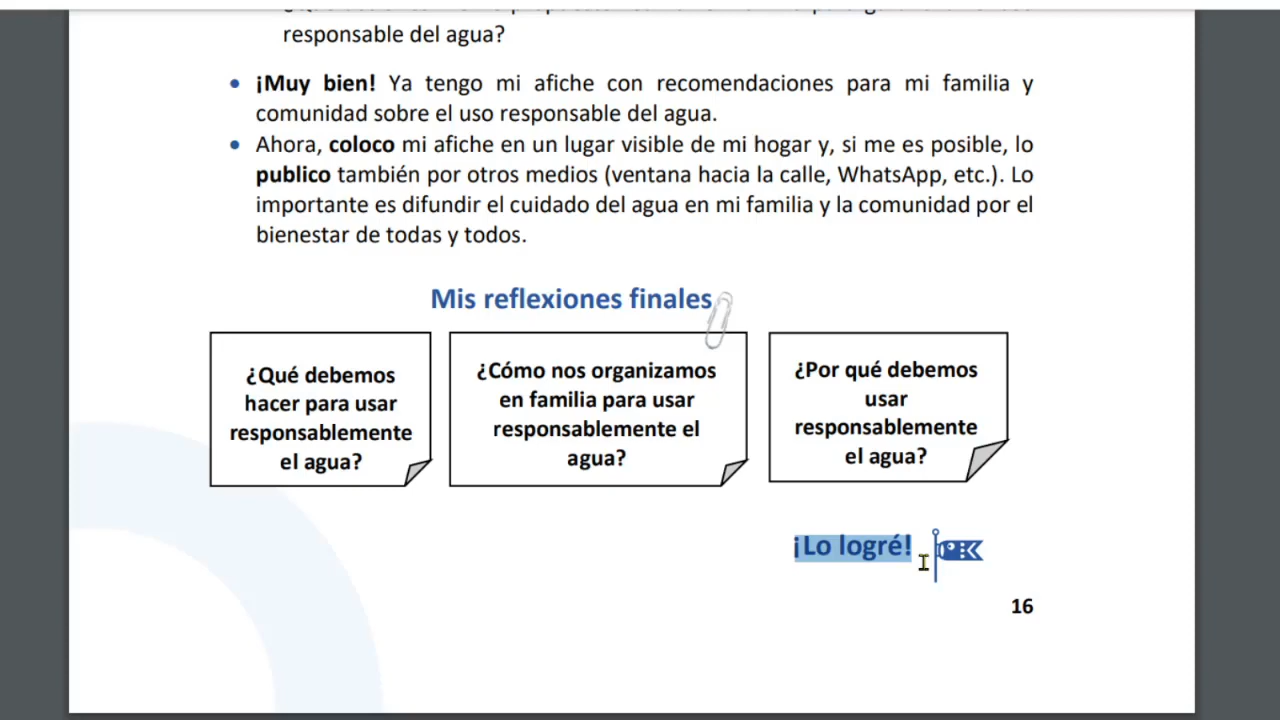 responsable del agua?
• ¡Muy bien! Ya tengo mi afiche con recomendaciones para mi familia y
comunidad sobre el uso responsable del agua.
• Ahora, coloco mi afiche en un lugar visible de mi hogar y, si me es posible, lo
publico también por otros medios (ventana hacia la calle, WhatsApp, etc.). Lo
importante es difundir el cuidado del agua en mi familia y la comunidad por el
bienestar de todas y todos.
Mis reflexiones finales
¿Qué debemos
hacer para usar
responsablemente
el agua?
¿Cómo nos organizamos
en familia para usar
responsablemente el
agua?
¿Por qué debemos
usar
responsablemente
el agua?
¡Lo logré!
16